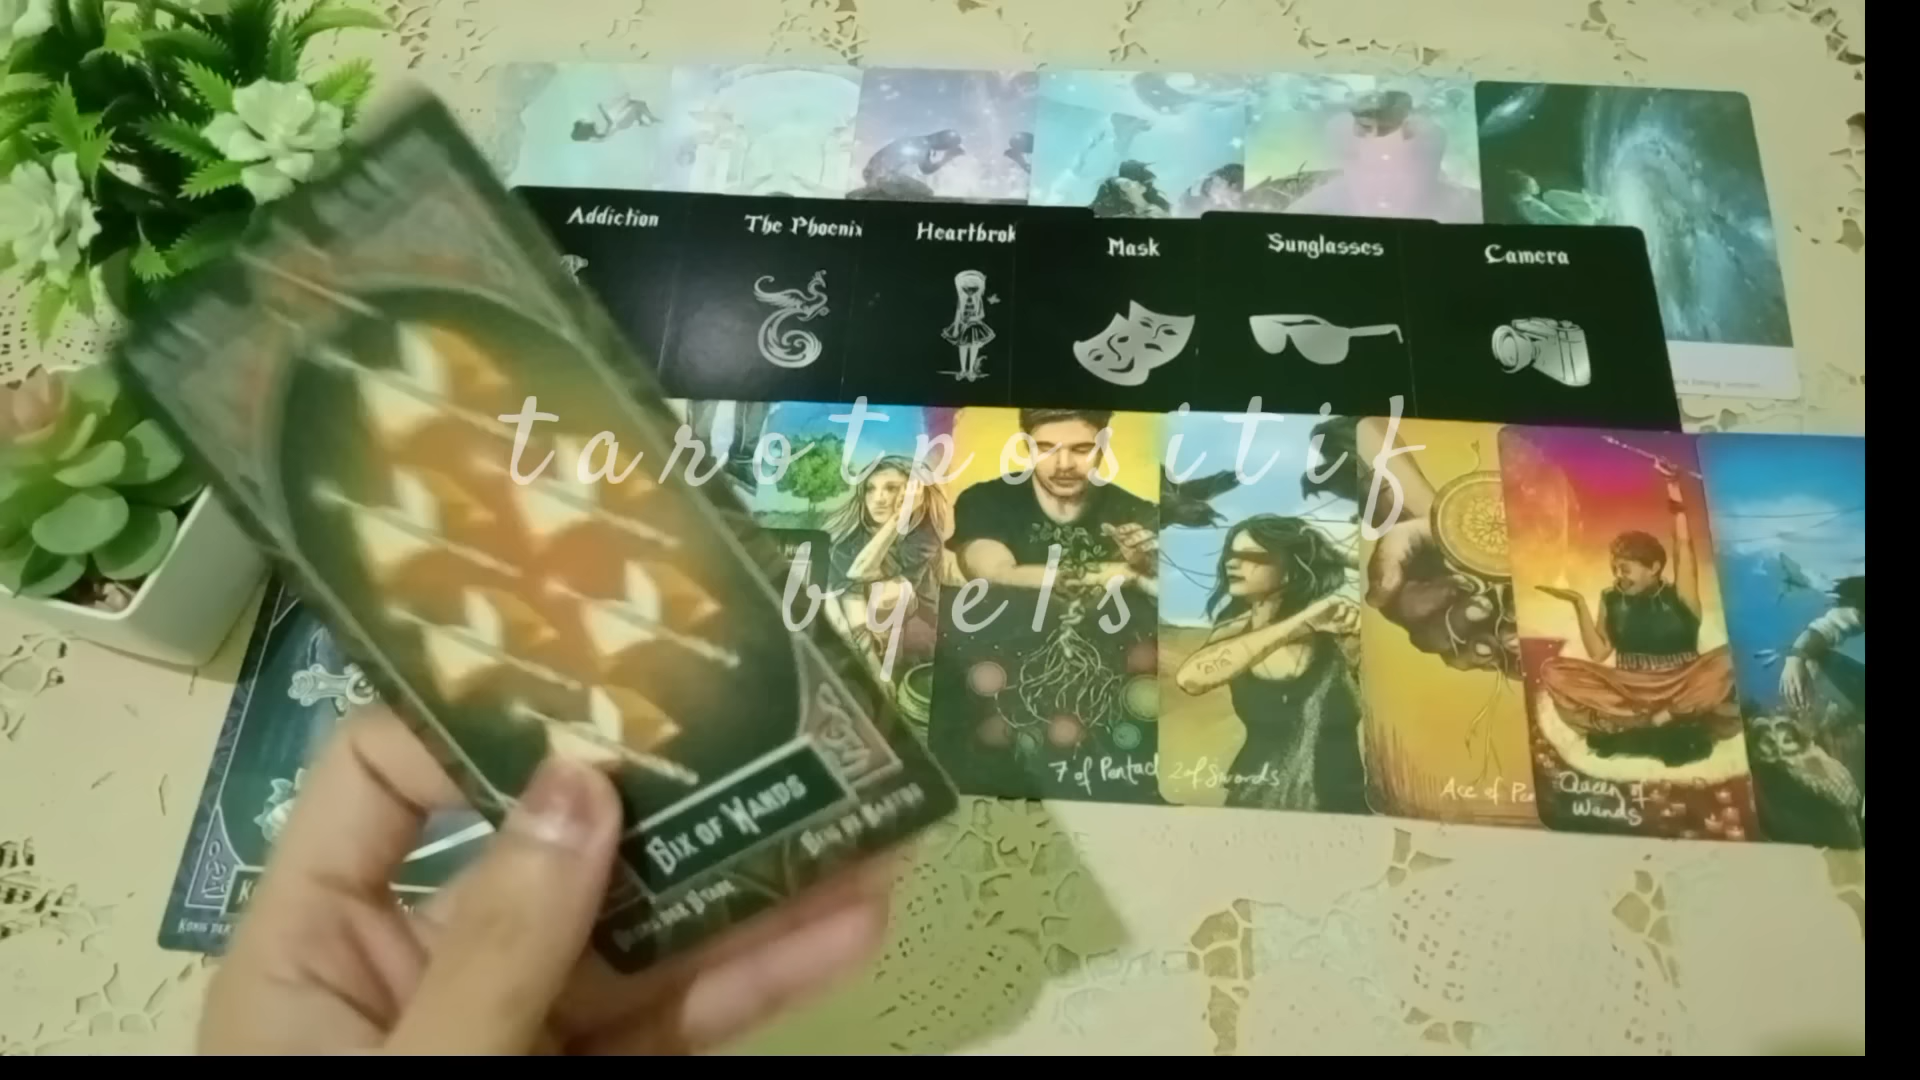 Addiction
The Phoenix
Heartbrok
Mask
Sunglasses
Camera
tarotpositif
byels
7 of Pentacl
2 of Swords
Ace of Pe
Queen of
Wands
Six of Wands